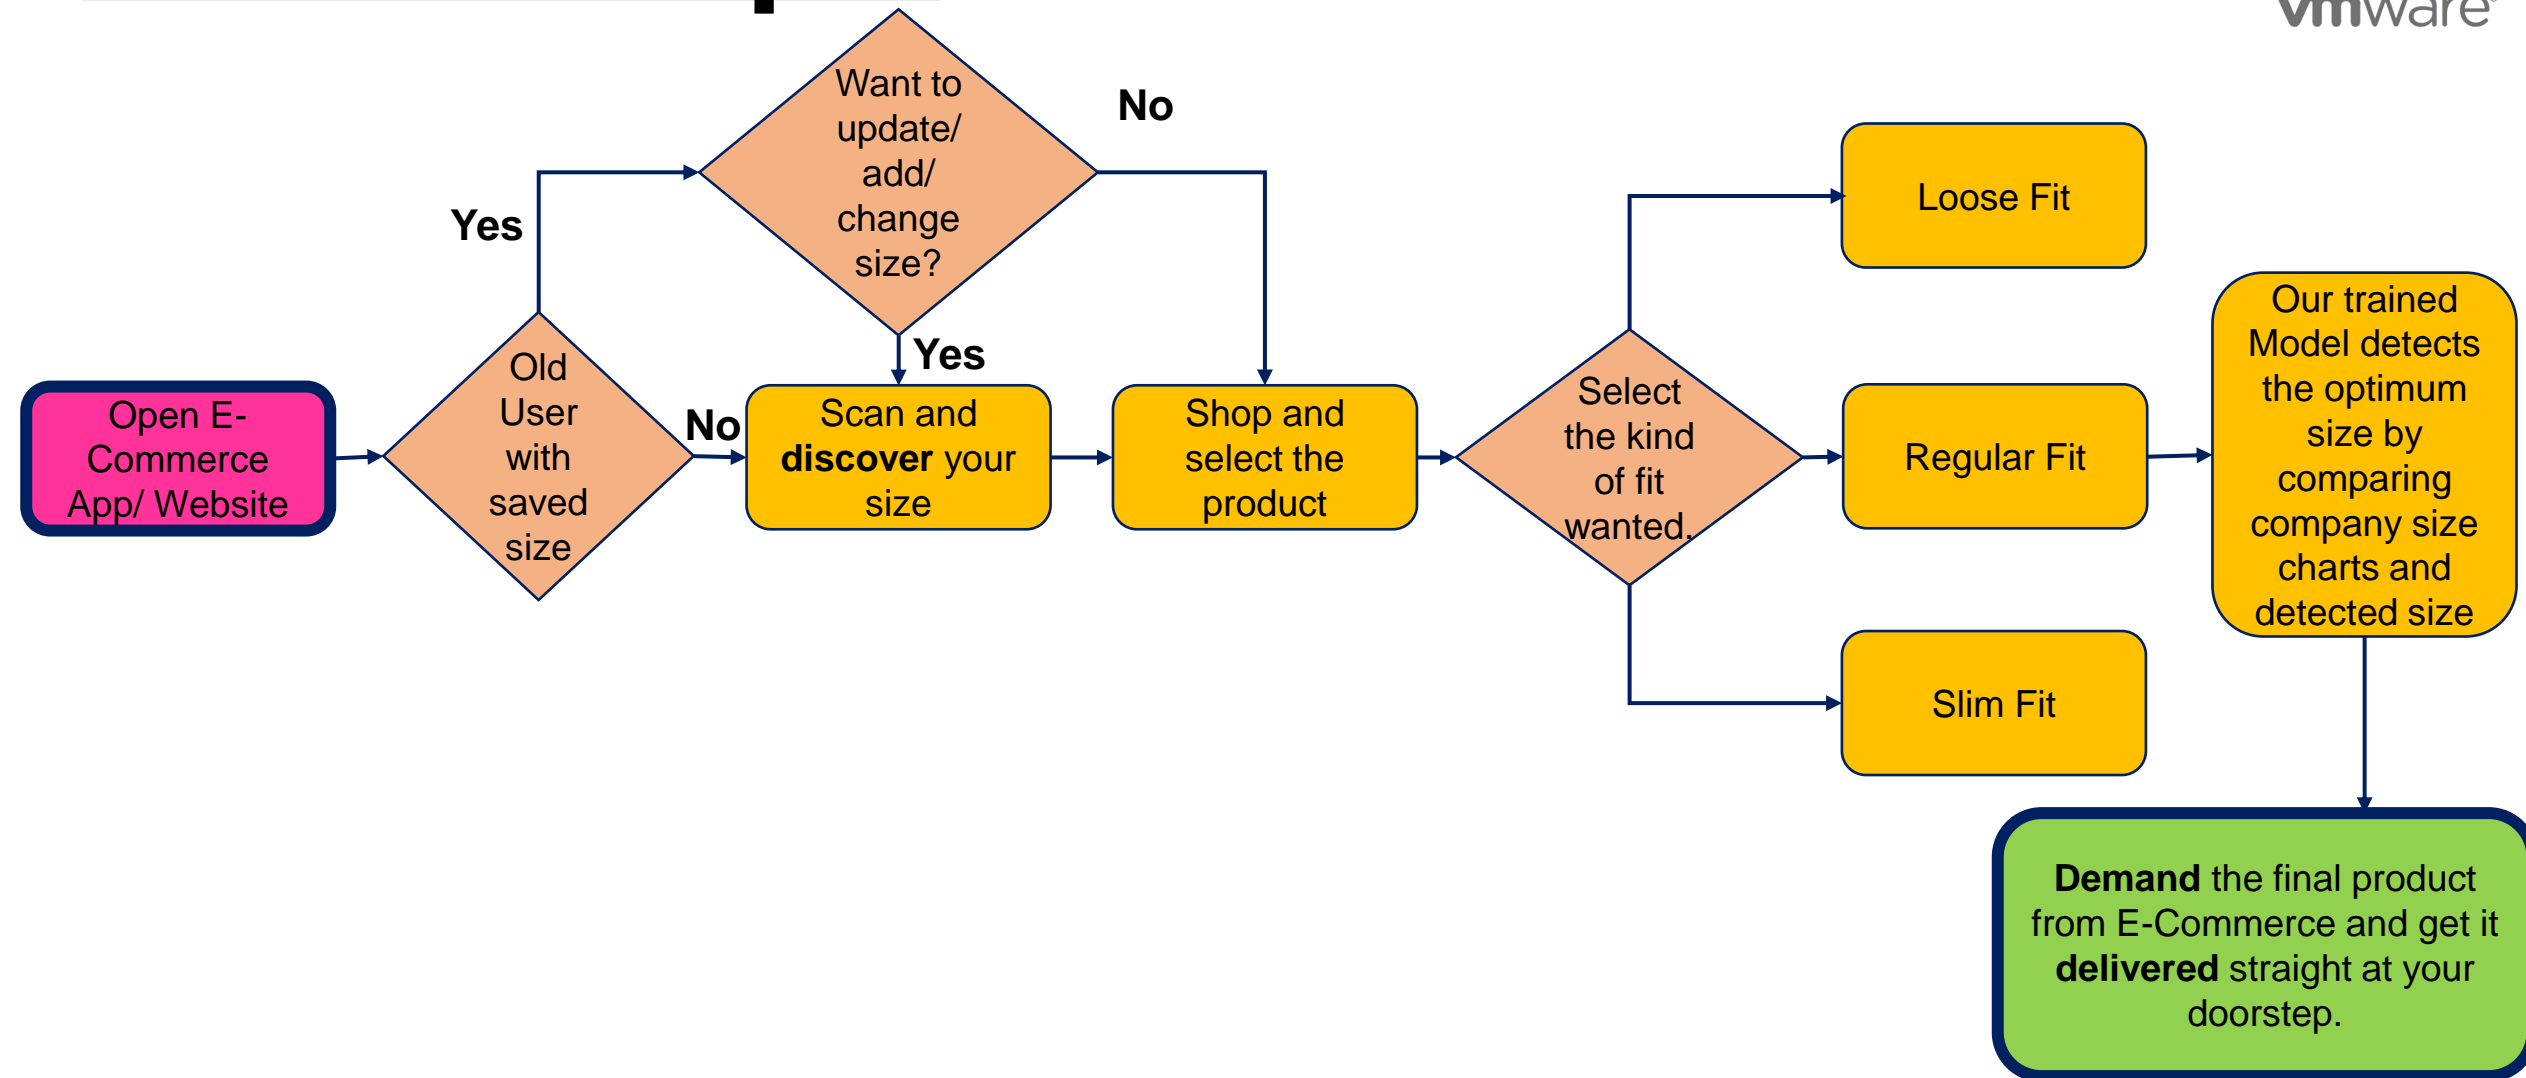 vmware®
Want to
update/
add/
change
size?
No
Yes
Yes
Old
User
with
saved
size
No
Open E-
Commerce
App/ Website
Scan and
discover your
size
Shop and
select the
product
Select
the kind
of fit
wanted.
Loose Fit
Regular Fit
Slim Fit
Our trained
Model detects
the optimum
size by
comparing
company size
charts and
detected size
Demand the final product
from E-Commerce and get it
delivered straight at your
doorstep.